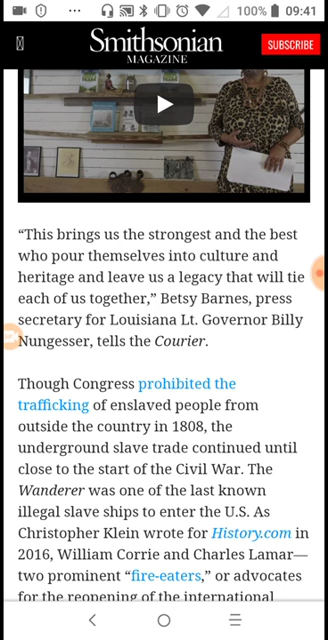 100% 09:41
Smithsonian
MAGAZINE
SUBSCRIBE
“This brings us the strongest and the best
who pour themselves into culture and
heritage and leave us a legacy that will tie
each of us together,” Betsy Barnes, press
secretary for Louisiana Lt. Governor Billy
Nungesser, tells the Courier.
Though Congress prohibited the
trafficking of enslaved people from
outside the country in 1808, the
underground slave trade continued until
close to the start of the Civil War. The
Wanderer was one of the last known
illegal slave ships to enter the U.S. As
Christopher Klein wrote for History.com in
2016, William Corrie and Charles Lamar—
two prominent “fire-eaters,” or advocates
for the reopening of the international